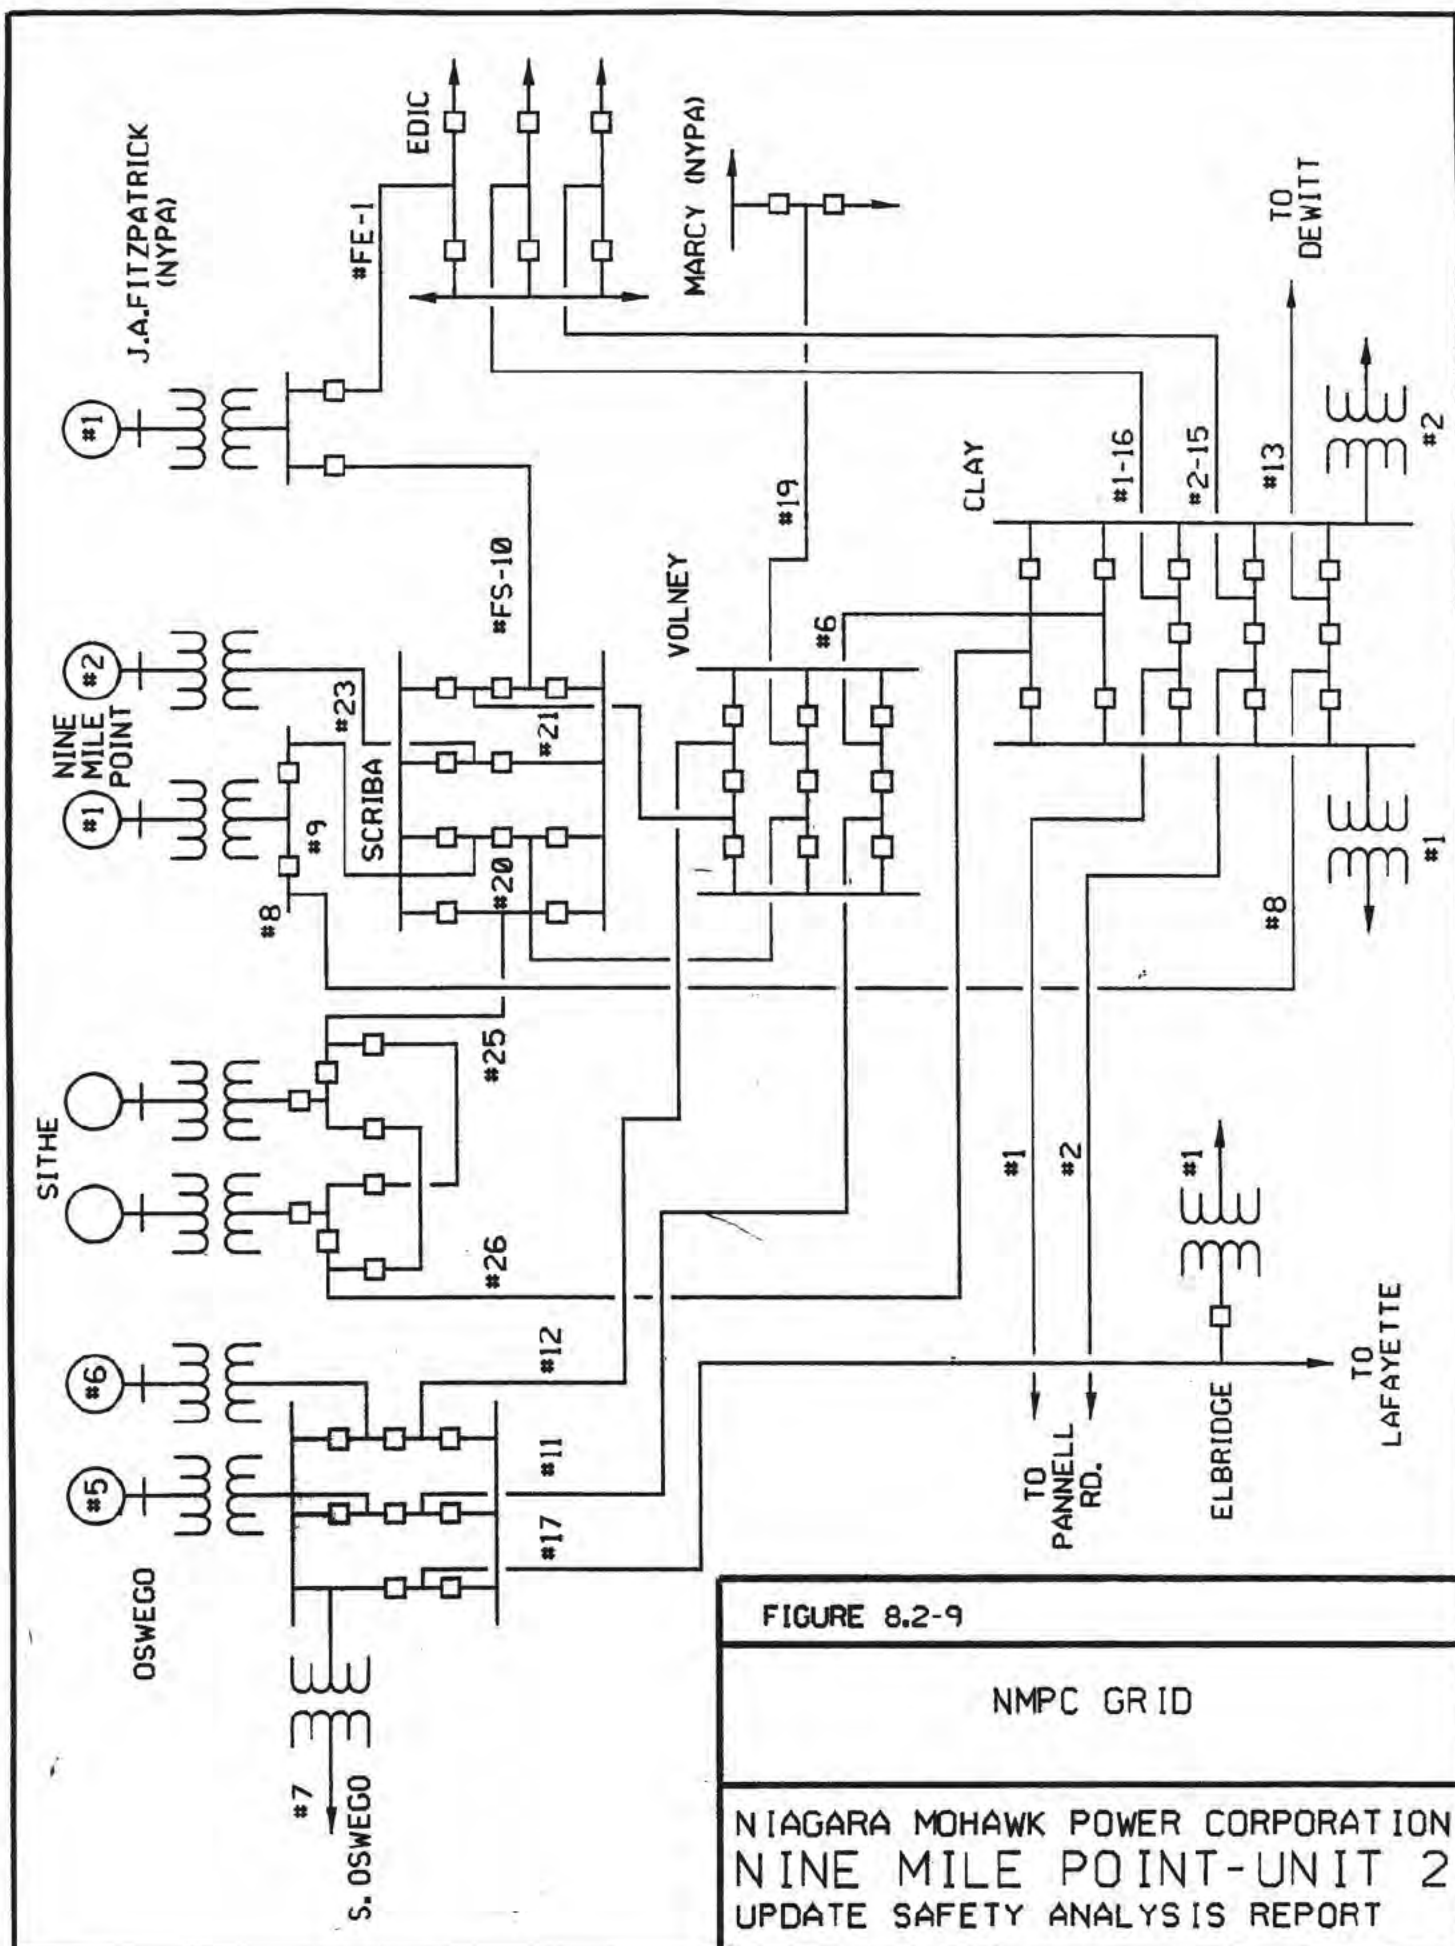 OSWEGO
#5
#6
SITHE
NINE
MILE
POINT
#1
#2
J.A.FITZPATRICK
(NYPA)
#1
#7
S. OSWEGO
#17
#11
#12
#26
#25
#8
#9
#23
SCRIBA
#20
#21
#FS-10
#FE-1
EDIC
MARCY (NYPA)
VOLNEY
#19
#6
CLAY
#1-16
#2-15
#13
TO
DEWITT
#1
#2
#8
#1
#2
TO
PANNELL
RD.
ELBRIDGE
#1
TO
LAFAYETTE
FIGURE 8.2-9
NMPC GRID
NIAGARA MOHAWK POWER CORPORATION
NINE MILE POINT-UNIT 2
UPDATE SAFETY ANALYSIS REPORT